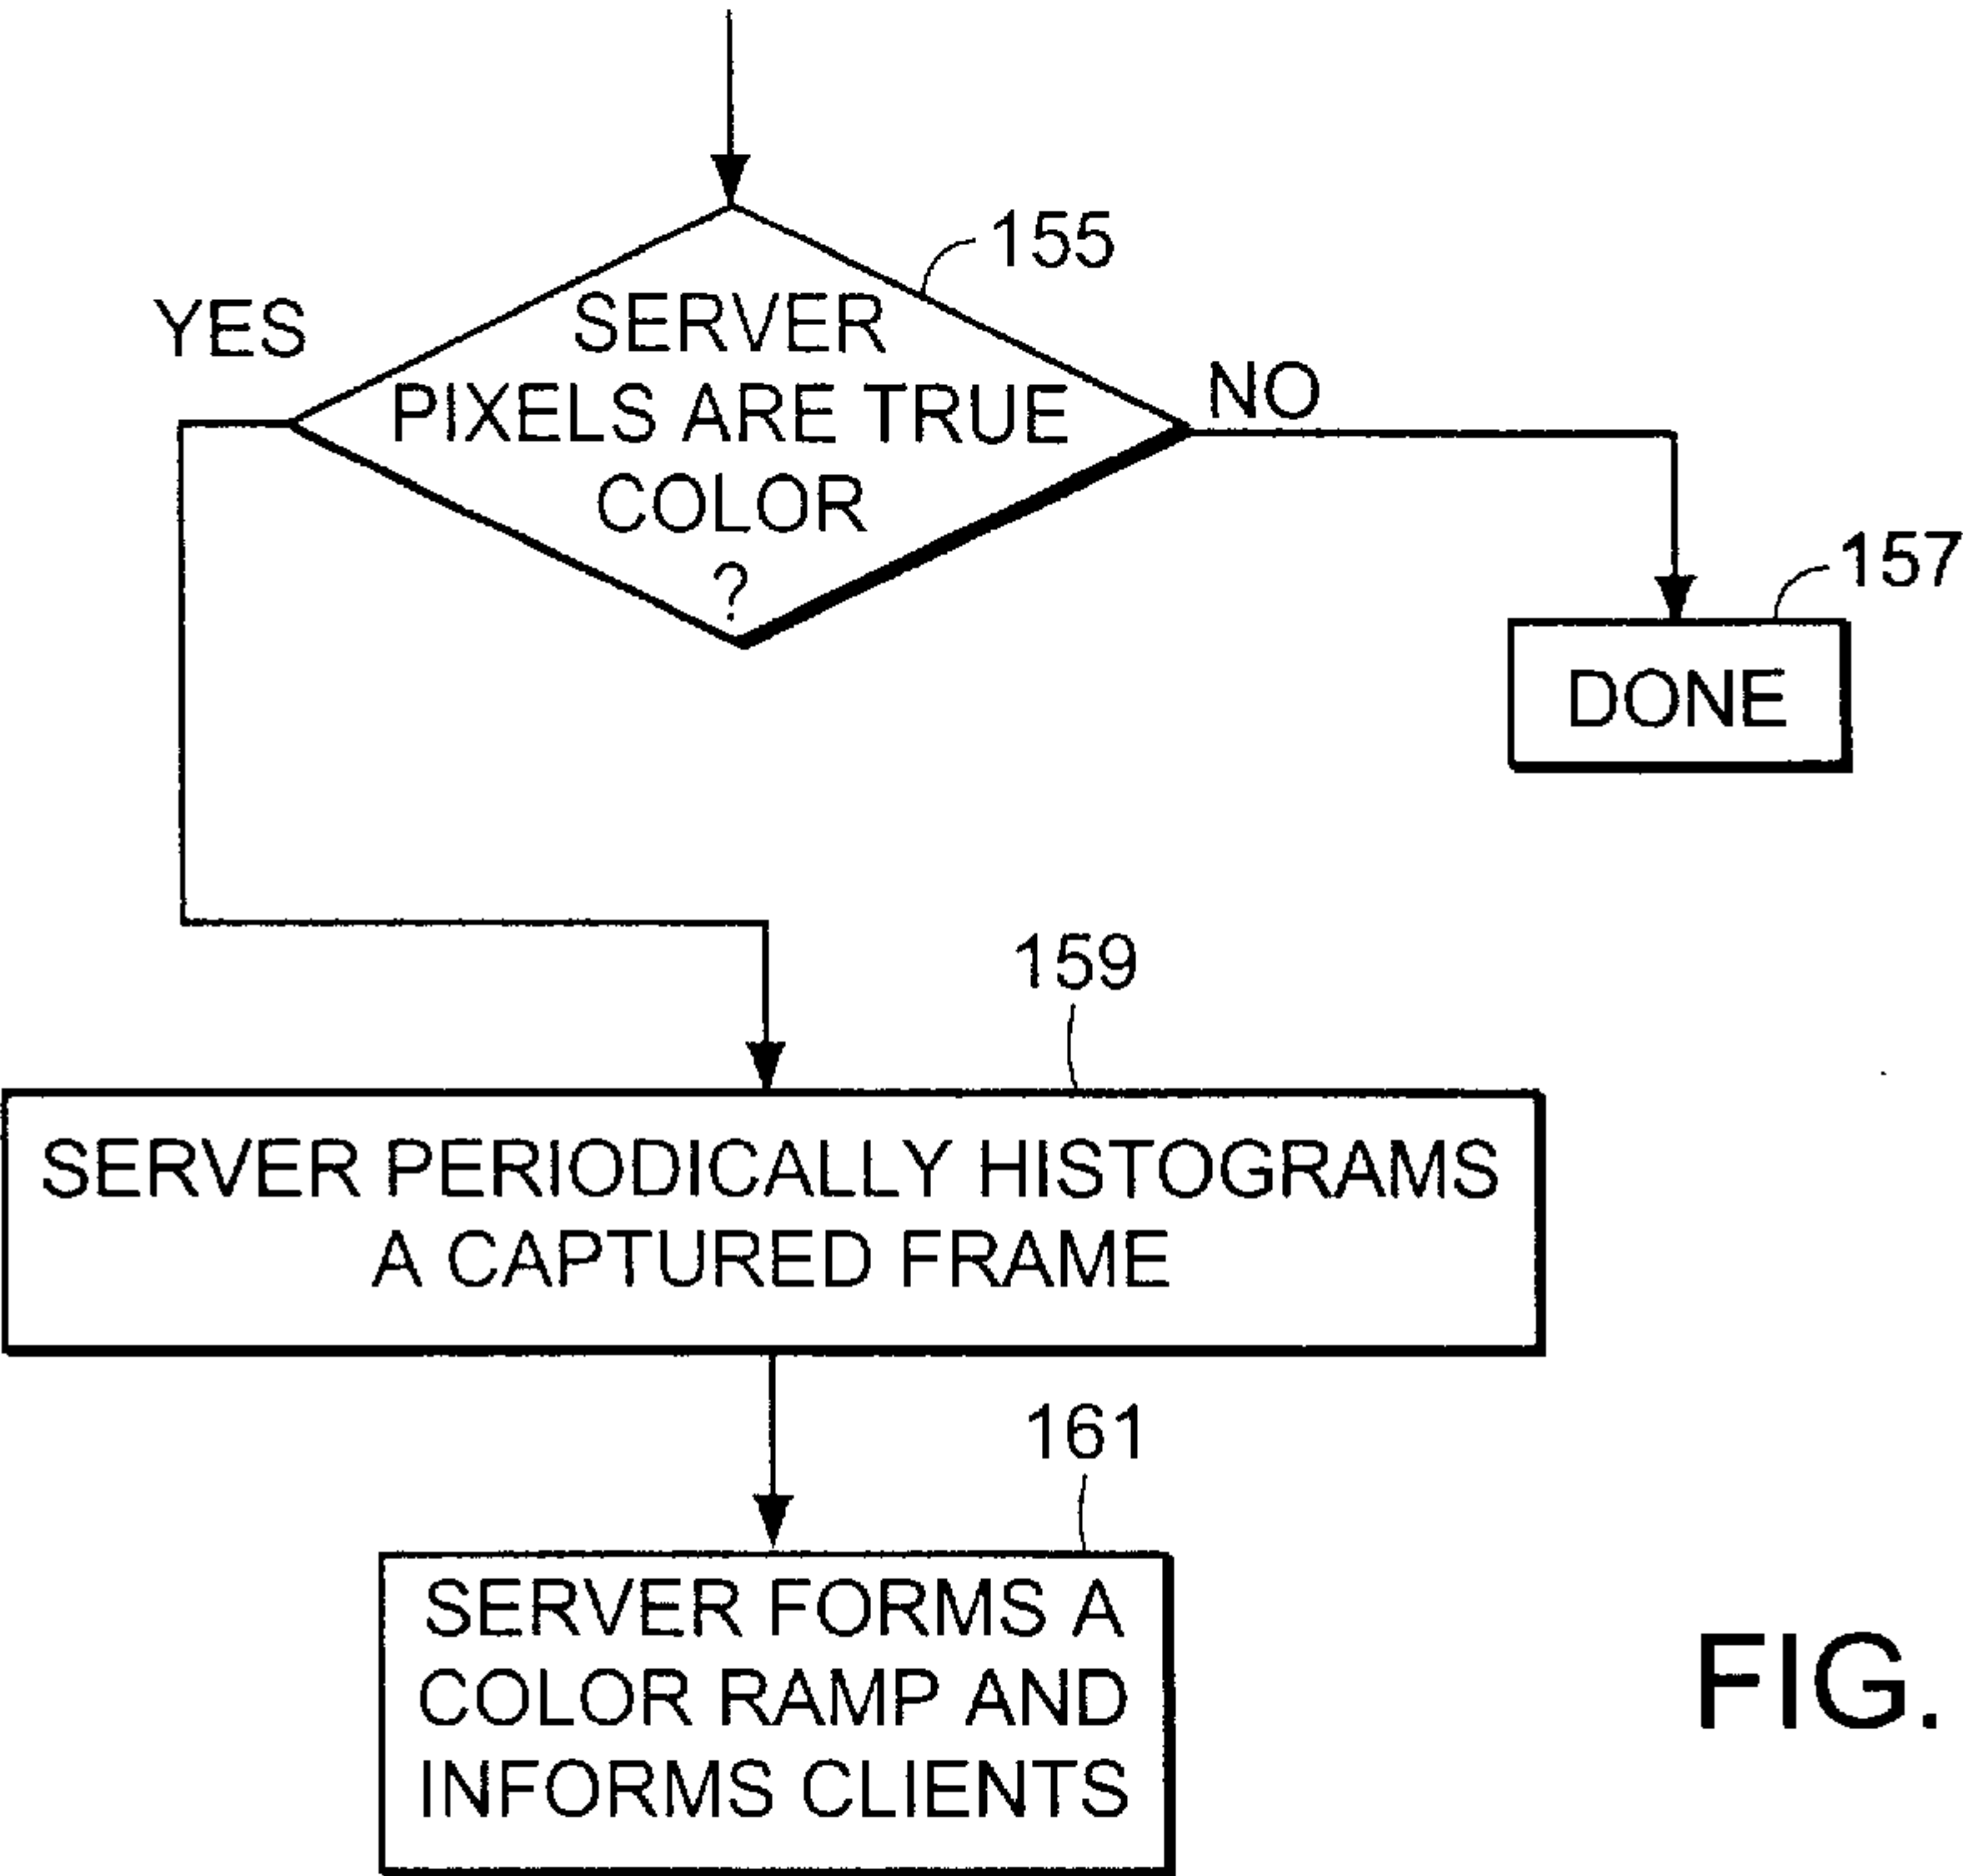 155
YES
SERVER
PIXELS ARE TRUE
COLOR
?
NO
157
DONE
159
SERVER PERIODICALLY HISTOGRAMS
A CAPTURED FRAME
161
SERVER FORMS A
COLOR RAMP AND
INFORMS CLIENTS
FIG.